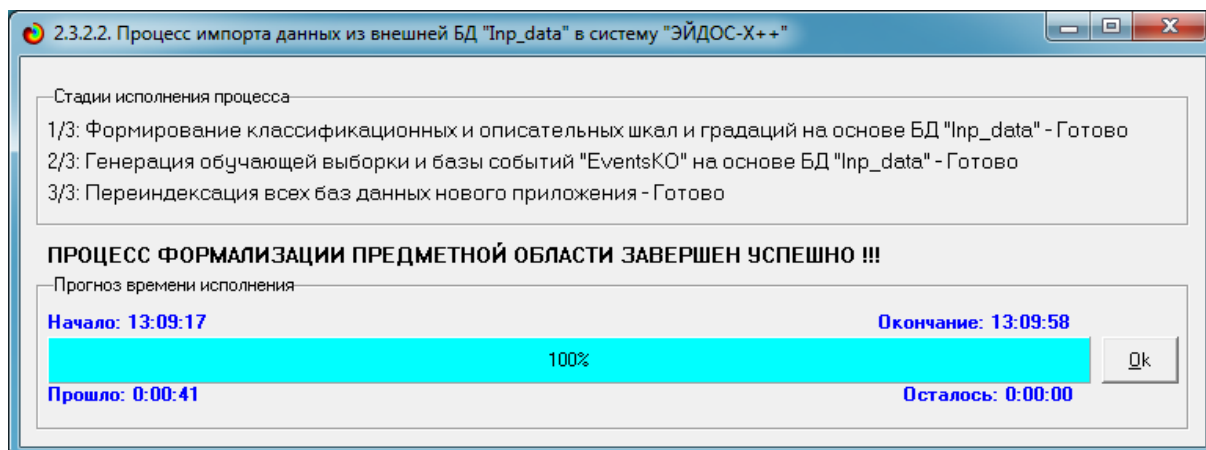 2.3.2.2. Процесс импорта данных из внешней БД "Inp_data" в систему "ЭЙДОС-X++"
Стадии исполнения процесса
1/3: Формирование классификационных и описательных шкал и градаций на основе БД "Inp_data" - Готово
2/3: Генерация обучающей выборки и базы событий "EventsKO" на основе БД "Inp_data" - Готово
3/3: Переиндексация всех баз данных нового приложения - Готово
ПРОЦЕСС ФОРМАЛИЗАЦИИ ПРЕДМЕТНОЙ ОБЛАСТИ ЗАВЕРШЕН УСПЕШНО !!!
Прогноз времени исполнения
Начало: 13:09:17 Окончание: 13:09:58
100% Ok
Прошло: 0:00:41 Осталось: 0:00:00